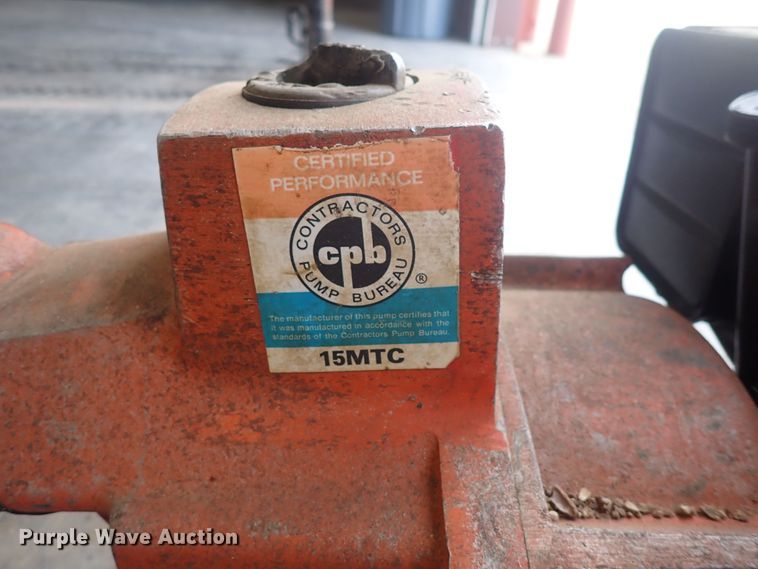 CERTIFIED
PERFORMANCE
CONTRACTORS
cpb
PUMP BUREAU
®
The manufacturer of this pump certifies that
it was manufactured in accordance with the
standards of the Contractors Pump Bureau.
15MTC
Purple Wave Auction